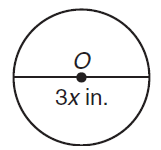 O
3x in.